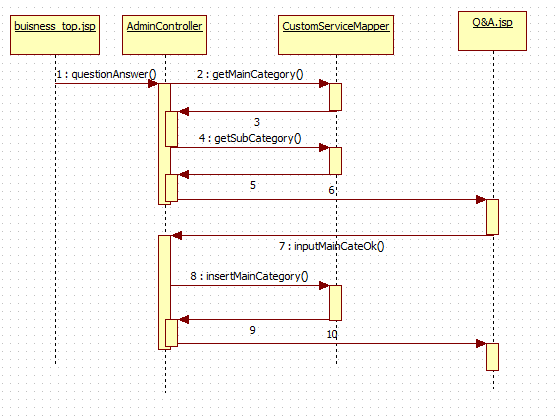 buisness_top.jsp
AdminController
CustomServiceMapper
Q&A.jsp
1 : questionAnswer()
2 : getMainCategory()
3
4 : getSubCategory()
5
6
7 : inputMainCateOk()
8 : insertMainCategory()
9
10